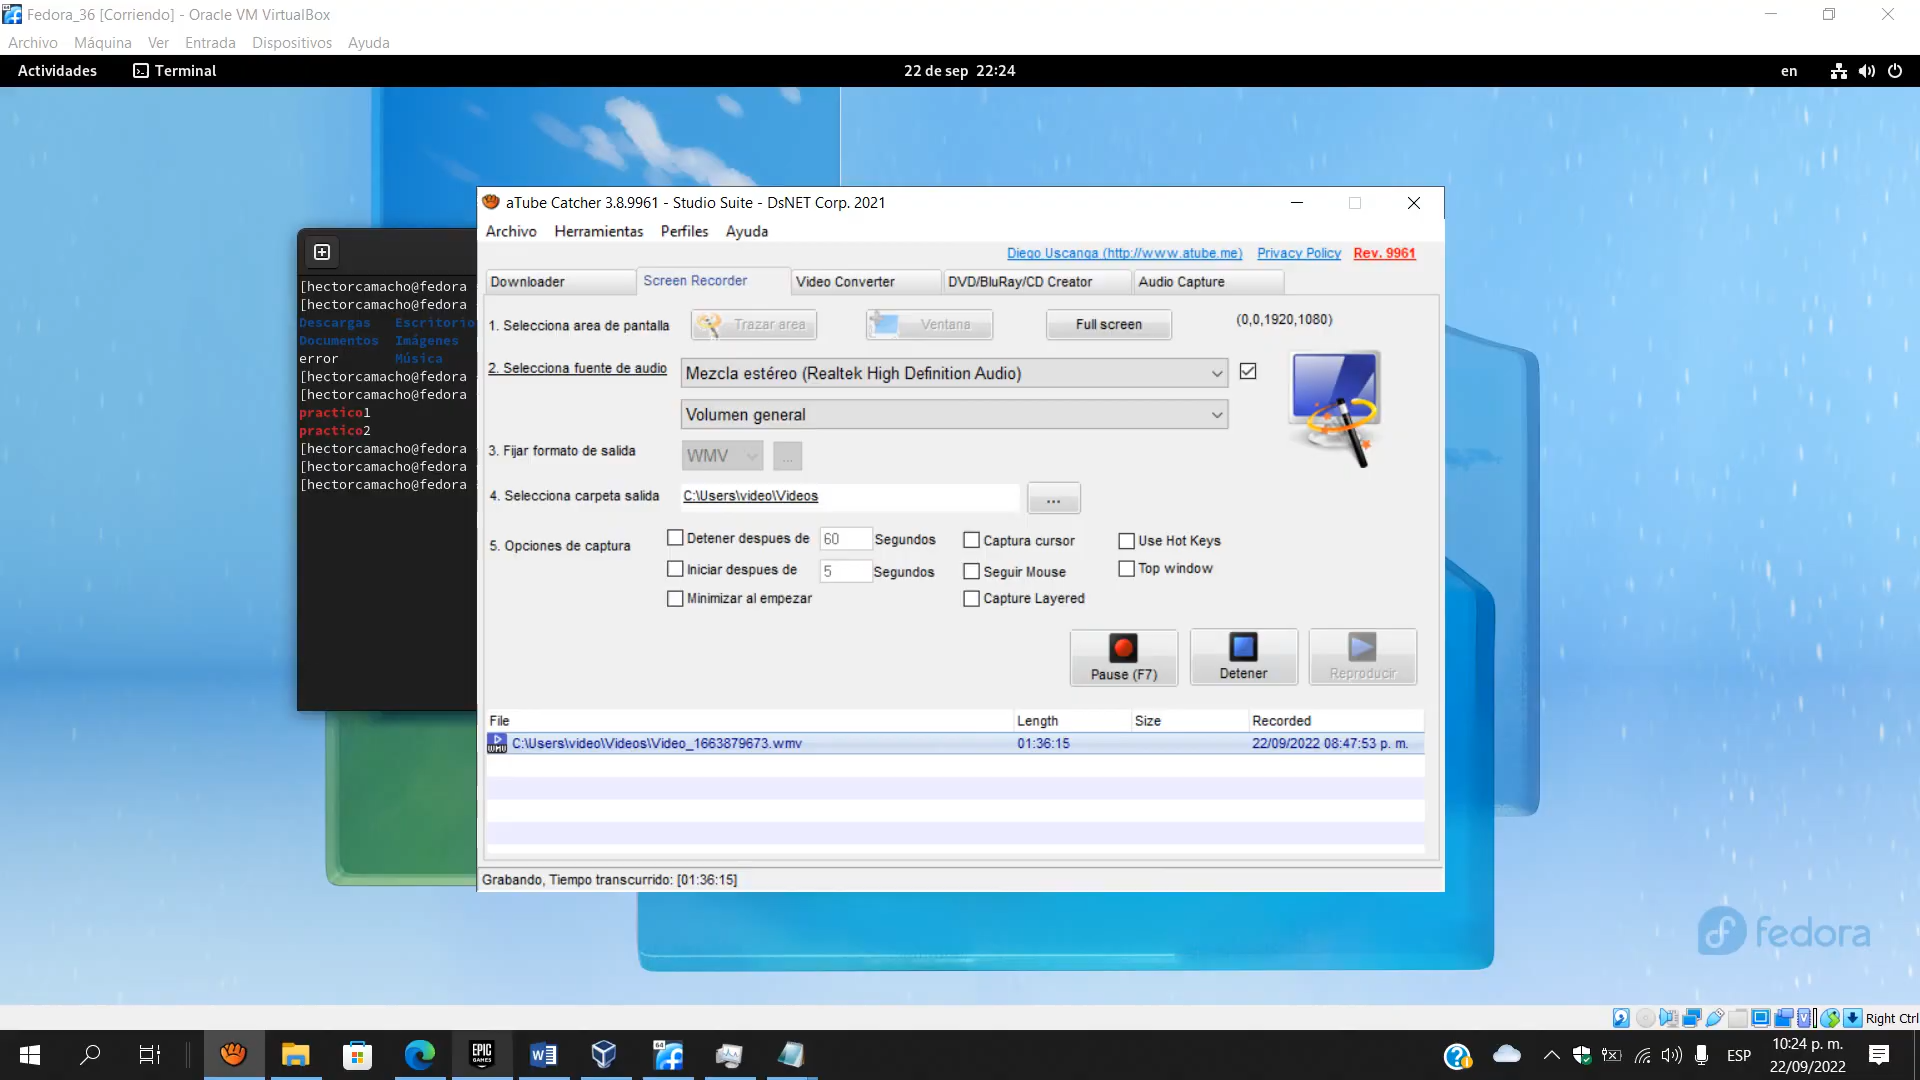 Fedora_36 [Corriendo] - Oracle VM VirtualBox
Archivo Máquina Ver Entrada Dispositivos Ayuda
Actividades Terminal 22 de sep 22:24 en
aTube Catcher 3.8.9961 - Studio Suite - DsNET Corp. 2021
Archivo Herramientas Perfiles Ayuda
Diego Uscanga (http://www.atube.me) Privacy Policy Rev. 9961
Downloader Screen Recorder Video Converter DVD/BluRay/CD Creator Audio Capture
[hectorcamacho@fedora
[hectorcamacho@fedora
Descargas Escritorio
Documentos Imágenes
error Música
[hectorcamacho@fedora
[hectorcamacho@fedora
practico1
practico2
[hectorcamacho@fedora
[hectorcamacho@fedora
[hectorcamacho@fedora
1. Selecciona area de pantalla Trazar area Ventana Full screen (0,0,1920,1080)
2. Selecciona fuente de audio Mezcla estéreo (Realtek High Definition Audio)
Volumen general
3. Fijar formato de salida WMV ...
4. Selecciona carpeta salida C:\Users\video\Videos ...
5. Opciones de captura
Detener despues de 60 Segundos Captura cursor Use Hot Keys
Iniciar despues de 5 Segundos Seguir Mouse Top window
Minimizar al empezar Capture Layered
Pause (F7) Detener Reproducir
File Length Size Recorded
C:\Users\video\Videos\Video_1663879673.wmv 01:36:15 22/09/2022 08:47:53 p. m.
Grabando, Tiempo transcurrido: [01:36:15]
fedora
Right Ctrl
EPIC GAMES
64
ESP
10:24 p. m.
22/09/2022